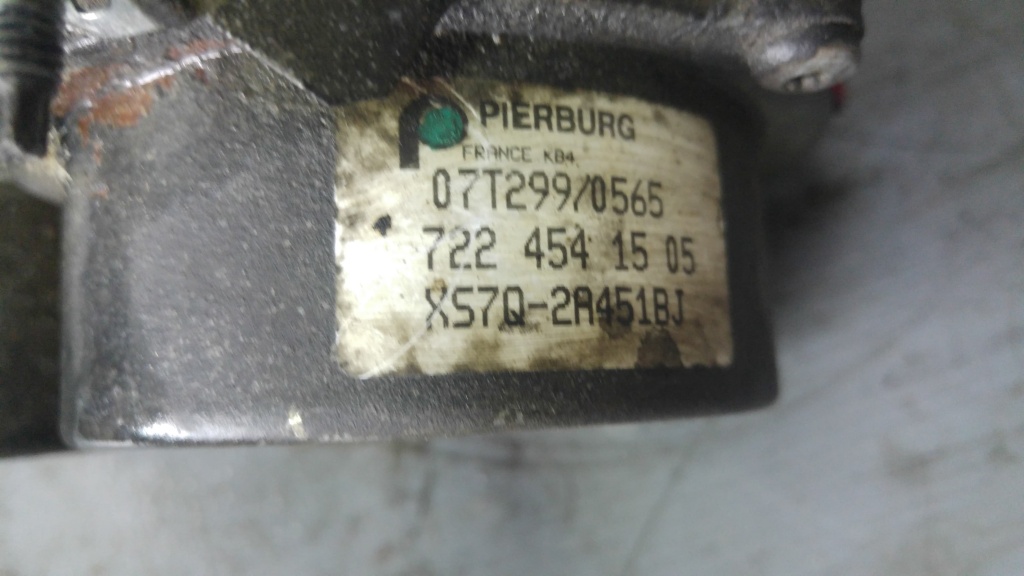 PIERBURG
FRANCE KB4.
07T299/0565
722 454 15 05
XS7Q-2A451BJ